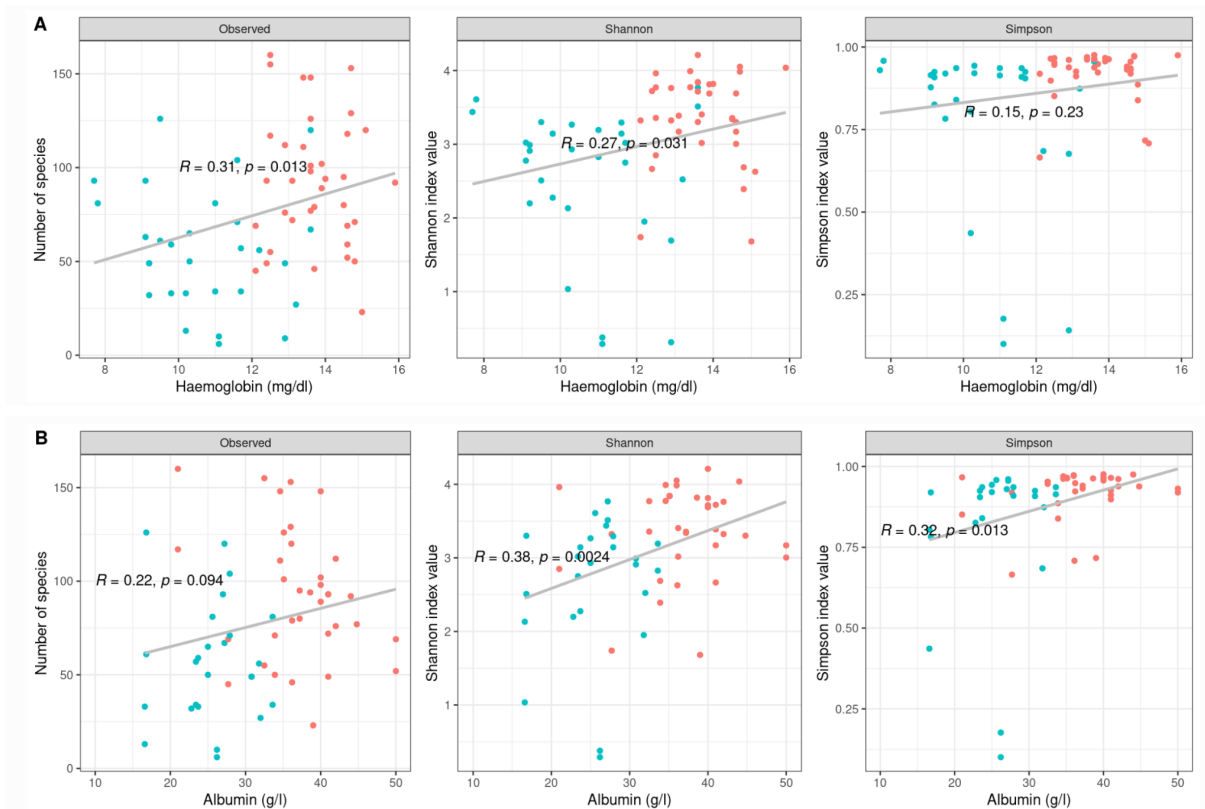 A
Observed
Shannon
Simpson
Number of species
150
100
50
0
R = 0.31, p = 0.013
8 10 12 14 16
Haemoglobin (mg/dl)
Shannon index value
4
3
2
1
R = 0.27, p = 0.031
8 10 12 14 16
Haemoglobin (mg/dl)
Simpson index value
1.00
0.75
0.50
0.25
R = 0.15, p = 0.23
8 10 12 14 16
Haemoglobin (mg/dl)
B
Observed
Shannon
Simpson
Number of species
150
100
50
0
R = 0.22, p = 0.094
10 20 30 40 50
Albumin (g/l)
Shannon index value
4
3
2
1
R = 0.38, p = 0.0024
10 20 30 40 50
Albumin (g/l)
Simpson index value
1.00
0.75
0.50
0.25
R = 0.32, p = 0.013
10 20 30 40 50
Albumin (g/l)